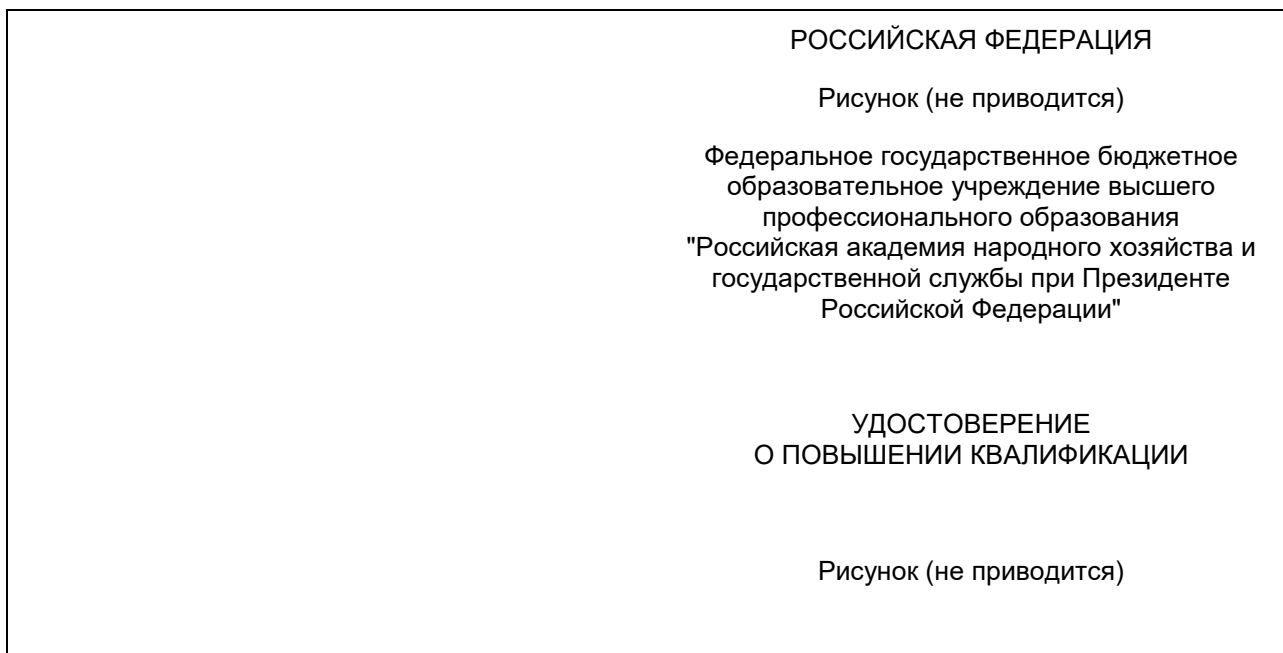 РОССИЙСКАЯ ФЕДЕРАЦИЯ
Рисунок (не приводится)
Федеральное государственное бюджетное
образовательное учреждение высшего
профессионального образования
"Российская академия народного хозяйства и
государственной службы при Президенте
Российской Федерации"
УДОСТОВЕРЕНИЕ
О ПОВЫШЕНИИ КВАЛИФИКАЦИИ
Рисунок (не приводится)